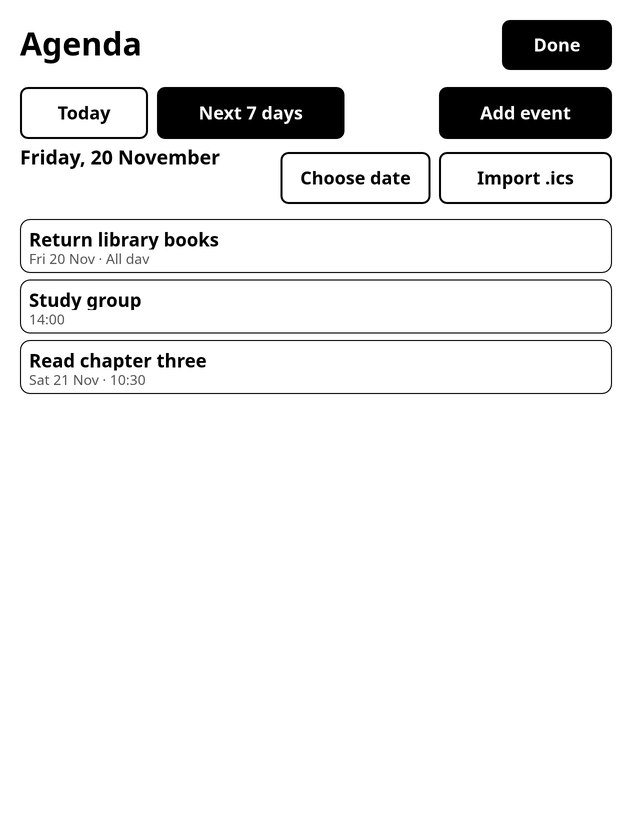 Agenda
Done
Today
Next 7 days
Add event
Friday, 20 November
Choose date
Import .ics
Return library books
Fri 20 Nov · All day
Study group
14:00
Read chapter three
Sat 21 Nov · 10:30